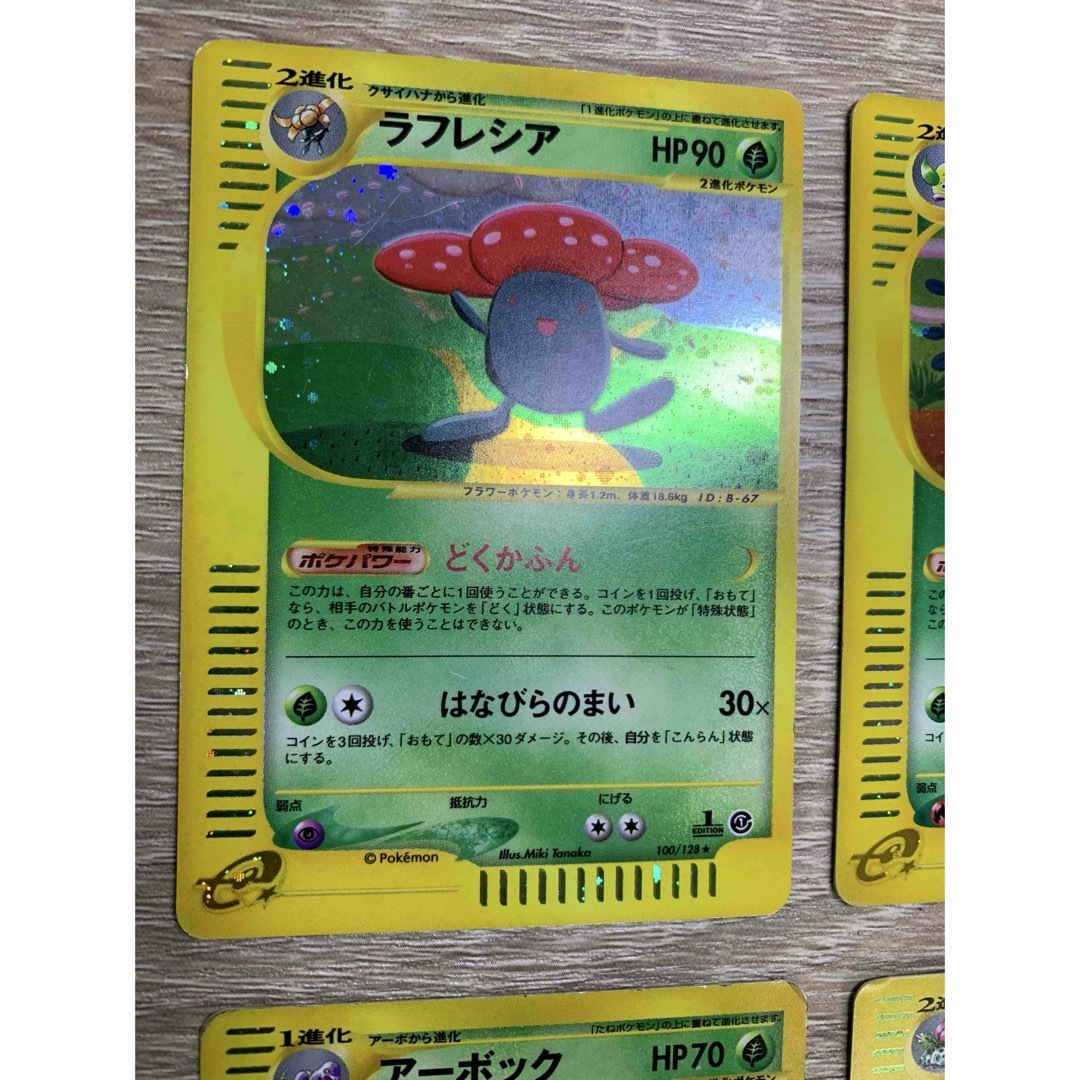 2進化
クサイハナから進化
「1進化ポケモン」の上に重ねて進化させます。
ラフレシア
HP90
2進化ポケモン
フラワーポケモン：身長1.2m、体重18.6kg ID:B-67
特殊能力
ポケパワー
どくかふん
この力は、自分の番ごとに1回使うことができる。コインを1回投げ、「おもて」
なら、相手のバトルポケモンを「どく」状態にする。このポケモンが「特殊状態」
のとき、この力を使うことはできない。
はなびらのまい 30×
コインを3回投げ、「おもて」の数×30ダメージ。その後、自分を「こんらん」状態
にする。
弱点 抵抗力 にげる
1
EDITION
© Pokémon
Illus.Miki Tanaka
100/128★
e
1進化
アーボから進化
「たねポケモン」の上に重ねて進化させます。
アーボック
HP70
2進
弱点
コイ
2進